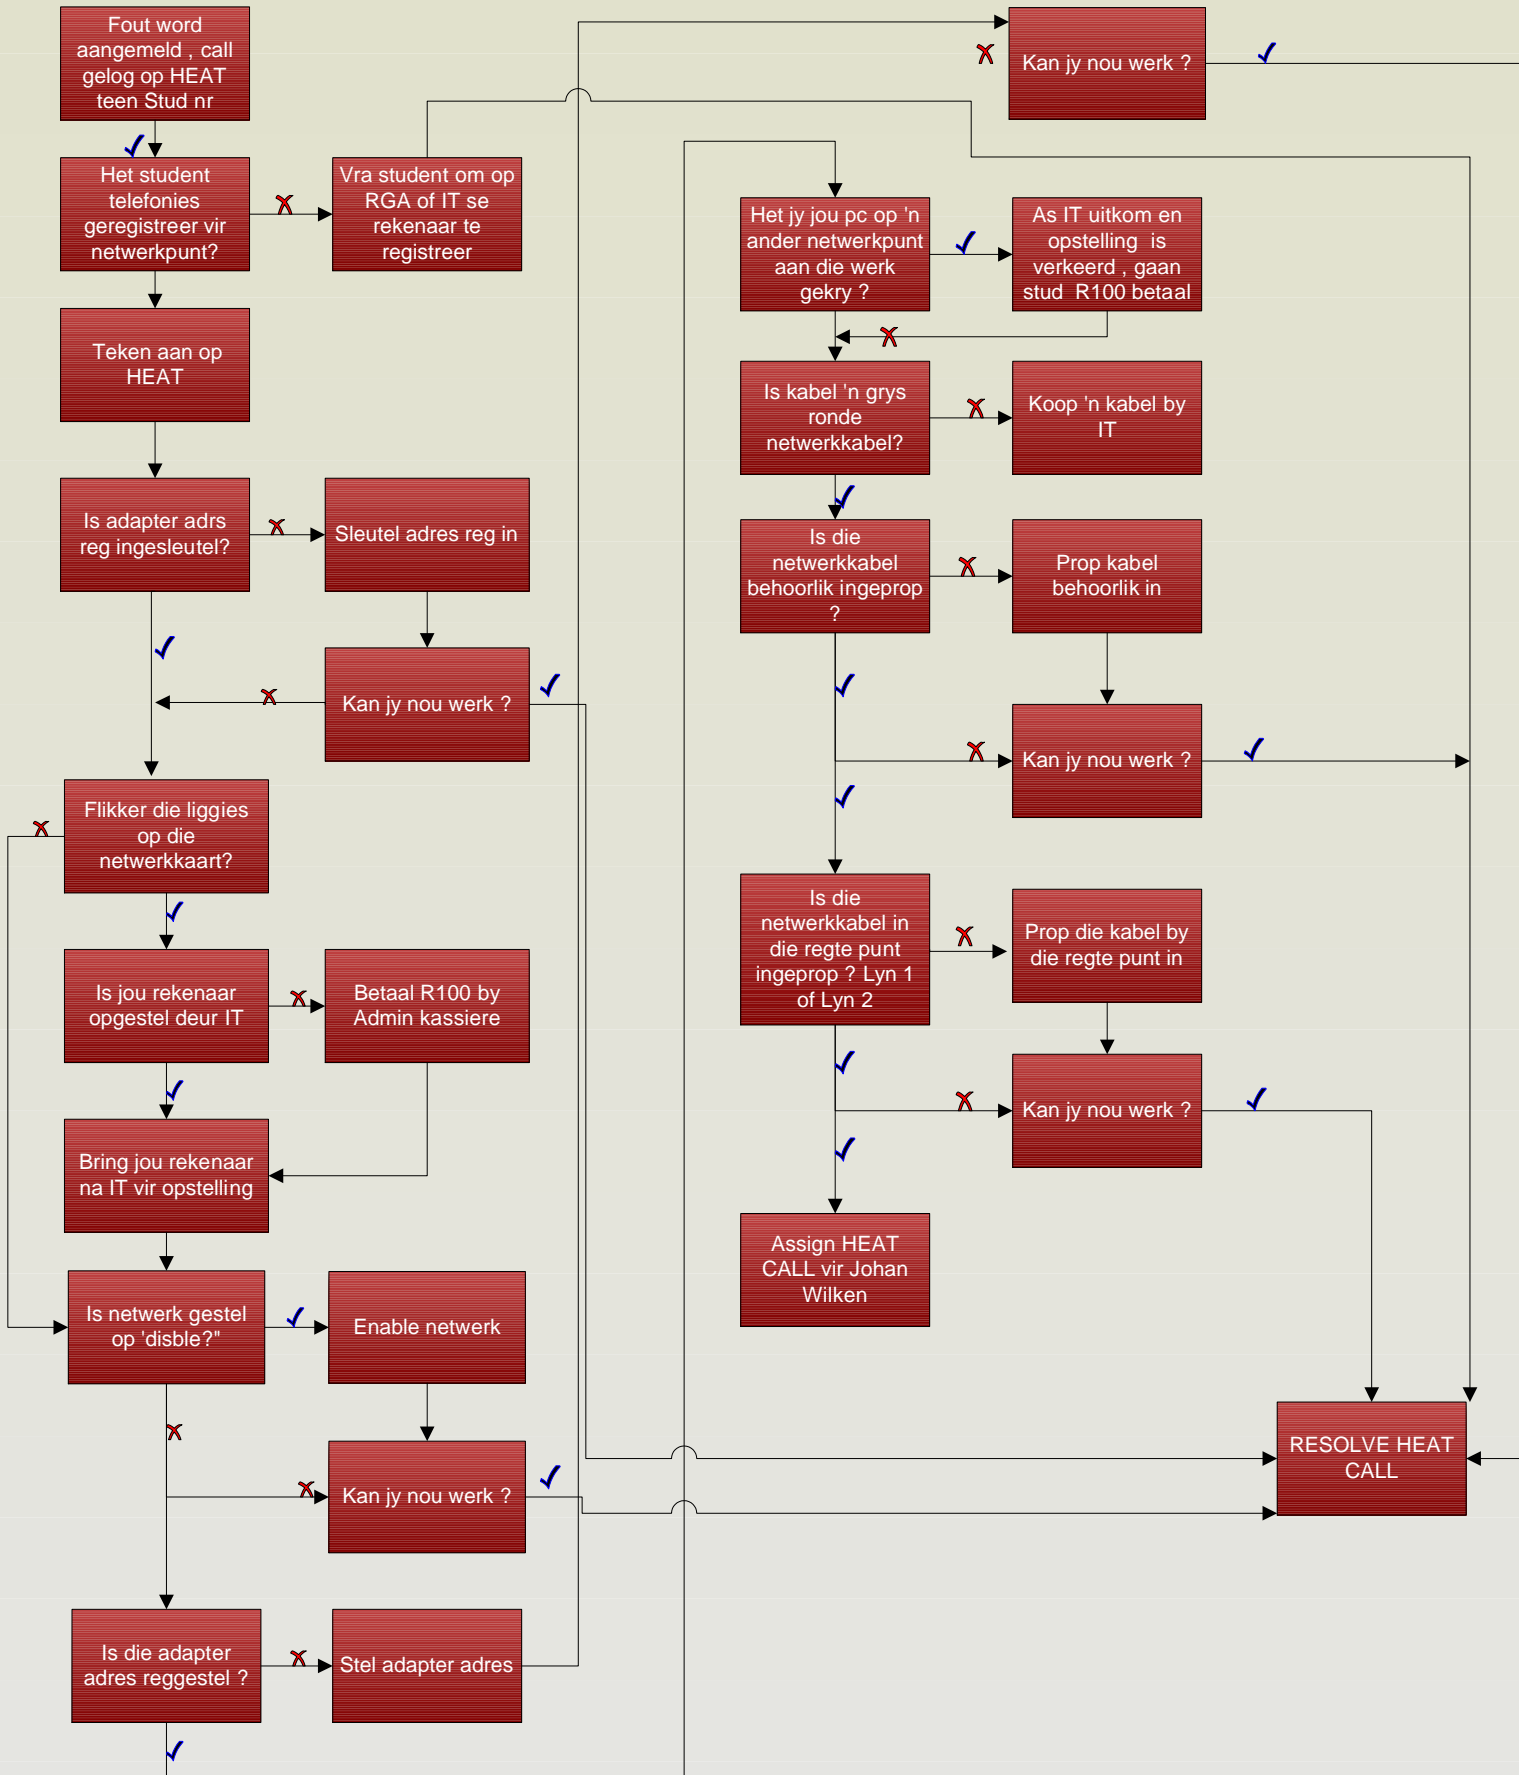 Fout word
aangemeld , call
gelog op HEAT
teen Stud nr
Het student
telefonies
geregistreer vir
netwerkpunt?
Vra student om op
RGA of IT se
rekenaar te
registreer
Teken aan op
HEAT
Is adapter adrs
reg ingesleutel?
Sleutel adres reg in
Kan jy nou werk ?
Flikker die liggies
op die
netwerkkaart?
Is jou rekenaar
opgestel deur IT
Betaal R100 by
Admin kassiere
Bring jou rekenaar
na IT vir opstelling
Is netwerk gestel
op 'disble?"
Enable netwerk
Kan jy nou werk ?
Is die adapter
adres reggestel ?
Stel adapter adres
Kan jy nou werk ?
Het jy jou pc op 'n
ander netwerkpunt
aan die werk
gekry ?
As IT uitkom en
opstelling is
verkeerd , gaan
stud R100 betaal
Is kabel 'n grys
ronde
netwerkkabel?
Koop 'n kabel by
IT
Is die
netwerkkabel
behoorlik ingeprop
?
Prop kabel
behoorlik in
Kan jy nou werk ?
Is die
netwerkkabel in
die regte punt
ingeprop ? Lyn 1
of Lyn 2
Prop die kabel by
die regte punt in
Kan jy nou werk ?
Assign HEAT
CALL vir Johan
Wilken
RESOLVE HEAT
CALL